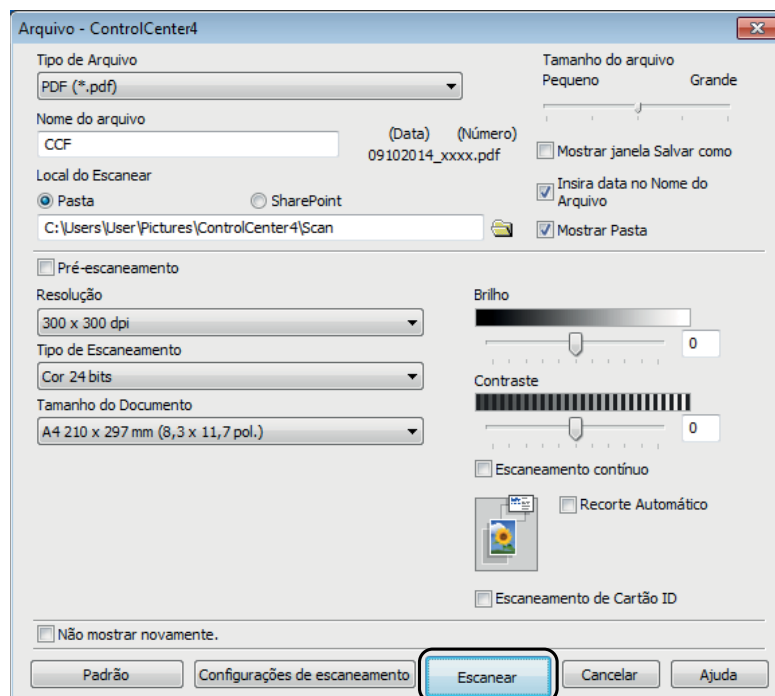 Arquivo - ControlCenter4
Tipo de Arquivo
PDF (*.pdf)
Tamanho do arquivo
Pequeno Grande
Nome do arquivo
CCF
(Data) (Número)
09102014_xxxx.pdf
Mostrar janela Salvar como
Insira data no Nome do
Arquivo
Mostrar Pasta
Local do Escanear
Pasta SharePoint
C:\Users\User\Pictures\ControlCenter4\Scan
Pré-escaneamento
Resolução
300 x 300 dpi
Tipo de Escaneamento
Cor 24 bits
Tamanho do Documento
A4 210 x 297 mm (8,3 x 11,7 pol.)
Brilho
0
Contraste
0
Escaneamento contínuo
Recorte Automático
Escaneamento de Cartão ID
Não mostrar novamente.
Padrão Configurações de escaneamento Escanear Cancelar Ajuda